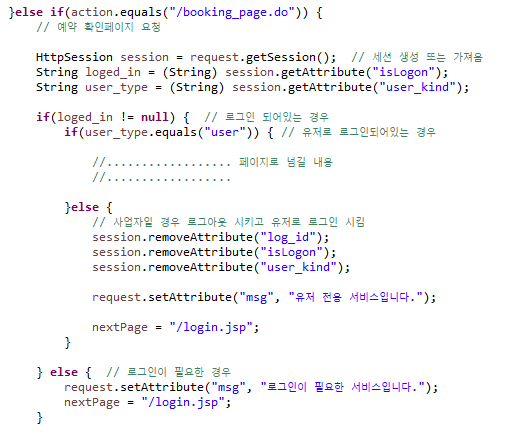 }else if(action.equals("/booking_page.do")) {
// 예약 확인페이지 요청
HttpSession session = request.getSession();  // 세션 생성 또는 가져옴
String loged_in = (String) session.getAttribute("isLogon");
String user_type = (String) session.getAttribute("user_kind");
if(loged_in != null) {  // 로그인 되어있는 경우
if(user_type.equals("user")) { // 유저로 로그인되어있는 경우
//.................. 페이지로 넘길 내용
//..................
}else {
// 사업자일 경우 로그아웃 시키고 유저로 로그인 시킴
session.removeAttribute("log_id");
session.removeAttribute("isLogon");
session.removeAttribute("user_kind");
request.setAttribute("msg", "유저 전용 서비스입니다.");
nextPage = "/login.jsp";
}
} else {  // 로그인이 필요한 경우
request.setAttribute("msg", "로그인이 필요한 서비스입니다.");
nextPage = "/login.jsp";
}